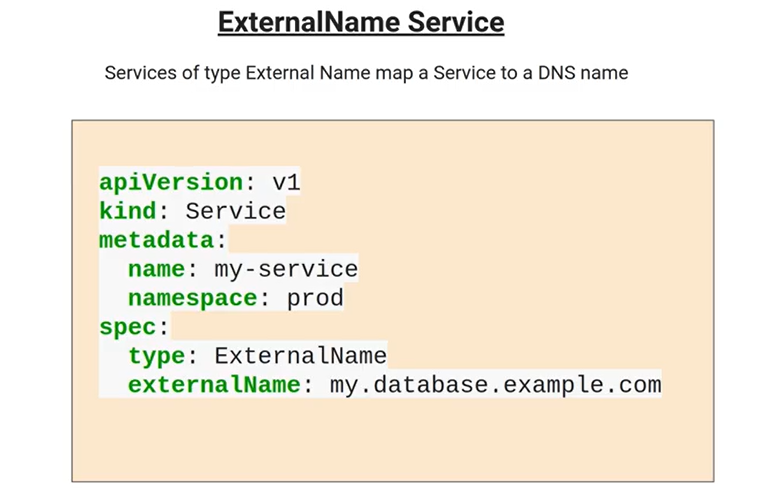 ExternalName Service
Services of type External Name map a Service to a DNS name
apiVersion: v1
kind: Service
metadata:
  name: my-service
  namespace: prod
spec:
  type: ExternalName
  externalName: my.database.example.com